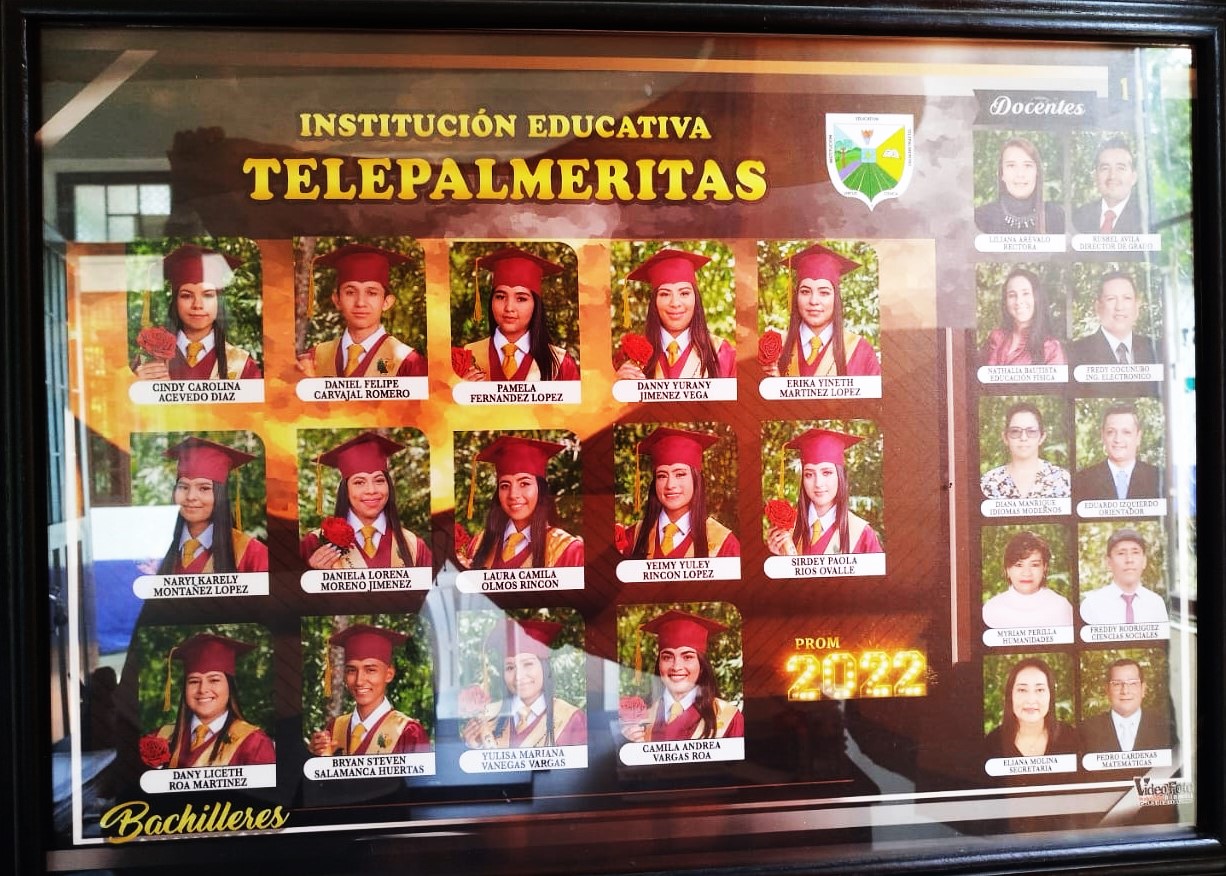 INSTITUCIÓN EDUCATIVA
TELEPALMERITAS
EDUCATIVA
INSTITUCION
CINDY CAROLINA
ACEVEDO DIAZ
DANIEL FELIPE
CARVAJAL ROMERO
PAMELA
FERNANDEZ LOPEZ
DANNY YURANY
JIMENEZ VEGA
ERIKA YINETH
MARTINEZ LOPEZ
NARYI KARELY
MONTAÑEZ LOPEZ
DANIELA LORENA
MORENO JIMENEZ
LAURA CAMILA
OLMOS RINCON
YEIMY YULEY
RINCON LOPEZ
SIRDEY PAOLA
RIOS OVALLE
DANY LICETH
ROA MARTINEZ
BRYAN STEVEN
SALAMANCA HUERTAS
YULISA MARIANA
VANEGAS VARGAS
CAMILA ANDREA
VARGAS ROA
PROM
2022
Bachilleres
1
Docentes
LILIANA AREVALO
RECTORA
AVILA
DIRECTOR DE GRADO
NATHALIA BAUTISTA
EDUCACIÓN FISICA
FREDY COCUNUBO
ING. ELECTRONICO
DIANA MANRIQUE
IDIOMAS MODERNOS
EDUARDO IZQUIERDO
ORIENTADOR
MYRIAM PERILLA
HUMANIDADES
FREDDY RODRIGUEZ
CIENCIAS SOCIALES
ELIANA MOLINA
SECRETARIA
PEDRO CARDENAS
MATEMATICAS
VideoFoto